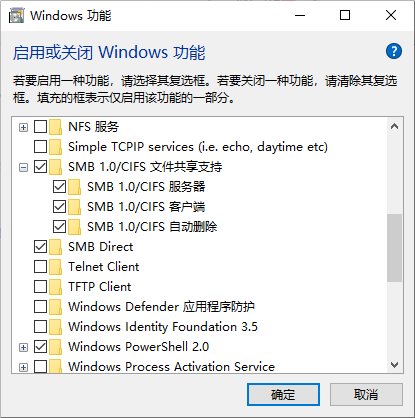 Windows 功能
启用或关闭 Windows 功能
?
若要启用一种功能，请选择其复选框。若要关闭一种功能，请清除其复选
框。填充的框表示仅启用该功能的一部分。
NFS 服务
Simple TCPIP services (i.e. echo, daytime etc)
SMB 1.0/CIFS 文件共享支持
SMB 1.0/CIFS 服务器
SMB 1.0/CIFS 客户端
SMB 1.0/CIFS 自动删除
SMB Direct
Telnet Client
TFTP Client
Windows Defender 应用程序防护
Windows Identity Foundation 3.5
Windows PowerShell 2.0
Windows Process Activation Service
确定
取消